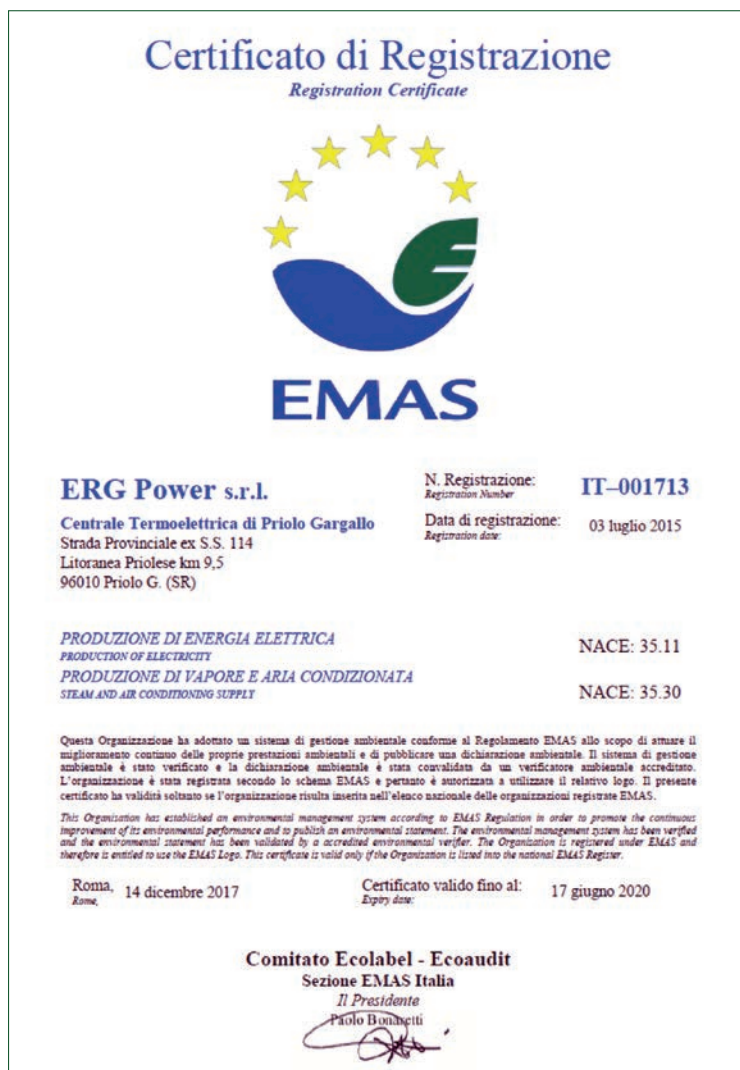 Certificato di Registrazione
Registration Certificate
EMAS
ERG Power s.r.l.
Centrale Termoelettrica di Priolo Gargallo
Strada Provinciale ex S.S. 114
Litoranea Priolese km 9,5
96010 Priolo G. (SR)
N. Registrazione:
Registration Number
IT–001713
Data di registrazione:
Registration date:
03 luglio 2015
PRODUZIONE DI ENERGIA ELETTRICA
PRODUCTION OF ELECTRICITY
NACE: 35.11
PRODUZIONE DI VAPORE E ARIA CONDIZIONATA
STEAM AND AIR CONDITIONING SUPPLY
NACE: 35.30
Questa Organizzazione ha adottato un sistema di gestione ambientale conforme al Regolamento EMAS allo scopo di attuare il
miglioramento continuo delle proprie prestazioni ambientali e di pubblicare una dichiarazione ambientale. Il sistema di gestione
ambientale è stato verificato e la dichiarazione ambientale è stata convalidata da un verificatore ambientale accreditato.
L'organizzazione è stata registrata secondo lo schema EMAS e pertanto è autorizzata a utilizzare il relativo logo. Il presente
certificato ha validità soltanto se l'organizzazione risulta inserita nell'elenco nazionale delle organizzazioni registrate EMAS.
This Organisation has established an environmental management system according to EMAS Regulation in order to promote the continuous
improvement of its environmental performance and to publish an environmental statement. The environmental management system has been verified
and the environmental statement has been validated by a accredited environmental verifier. The Organisation is registered under EMAS and
therefore is entitled to use the EMAS Logo. This certificate is valid only if the Organisation is listed into the national EMAS Register.
Roma,
Rome,
14 dicembre 2017
Certificato valido fino al:
Expiry date:
17 giugno 2020
Comitato Ecolabel - Ecoaudit
Sezione EMAS Italia
Il Presidente
Paolo Bonaretti